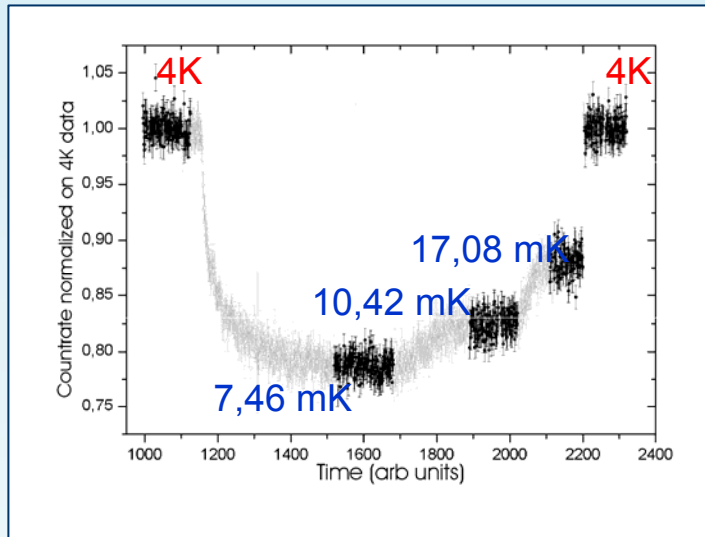 4K
4K
1,05
1,00
0,95
0,90
0,85
0,80
0,75
17,08 mK
10,42 mK
7,46 mK
Countrate normalized on 4K data
1000 1200 1400 1600 1800 2000 2200 2400
Time (arb units)